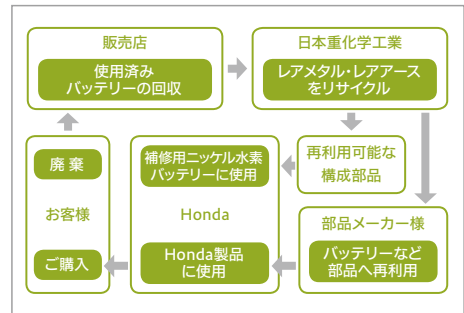 販売店
使用済み
バッテリーの回収
日本重化学工業
レアメタル・レアアース
をリサイクル
廃 棄
お客様
ご購入
補修用ニッケル水素
バッテリーに使用
Honda
Honda製品
に使用
再利用可能な
構成部品
部品メーカー様
バッテリーなど
部品へ再利用